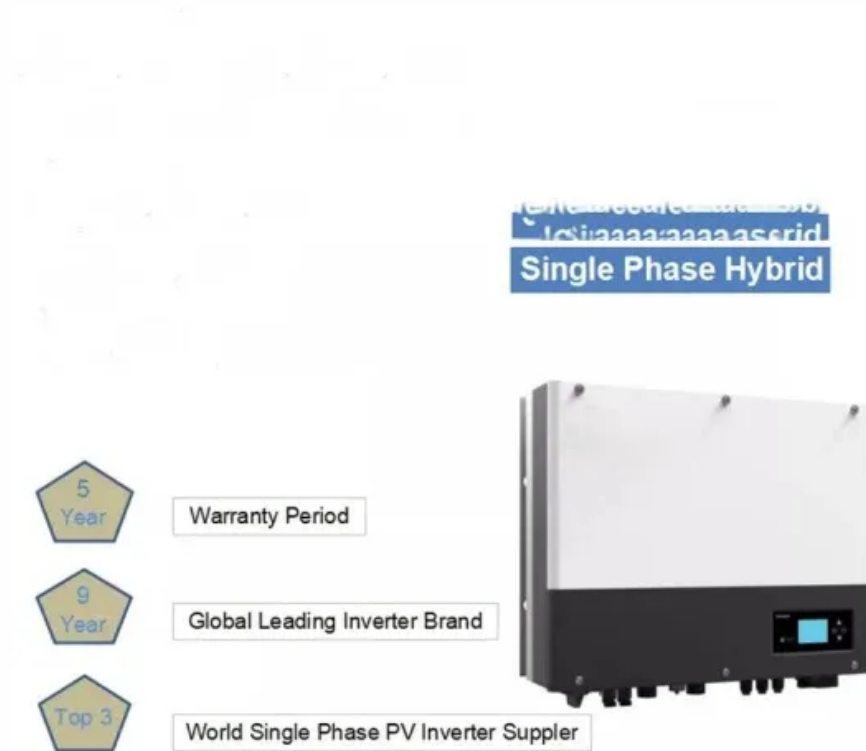 Single Phase Hybrid
5
Year
Warranty Period
9
Year
Global Leading Inverter Brand
Top 3
World Single Phase PV Inverter Suppler